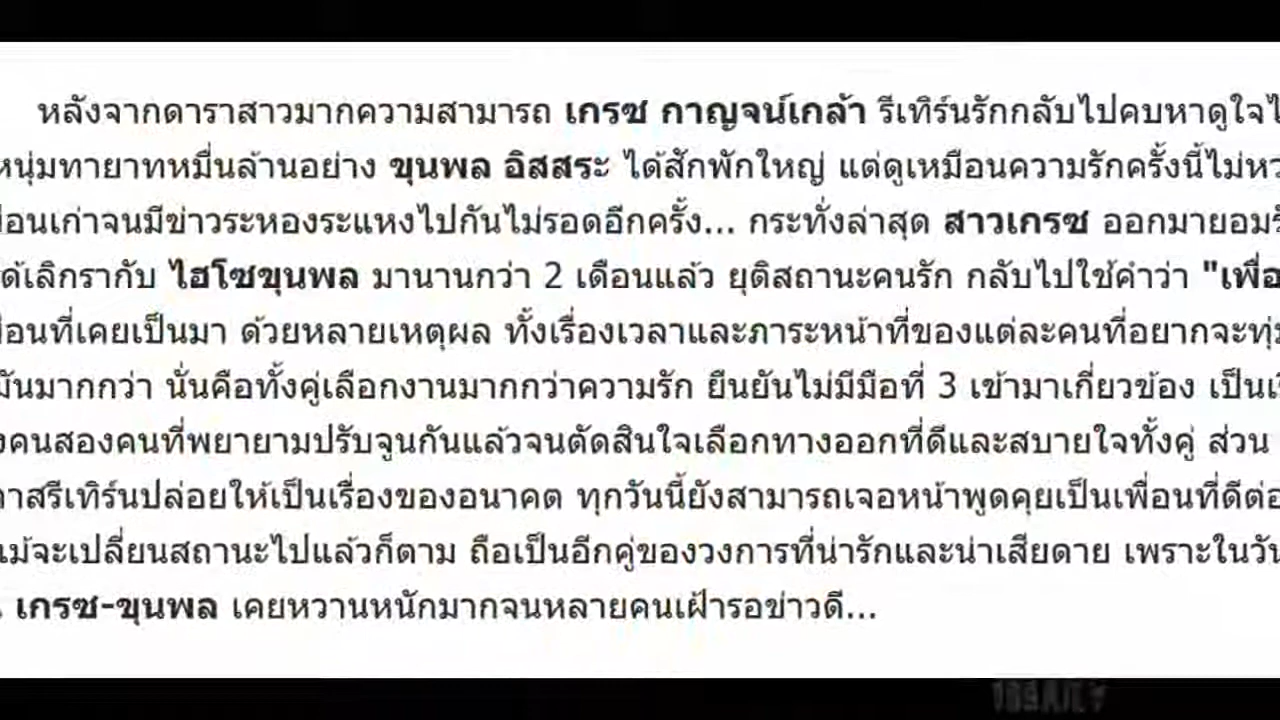 หลังจากดาราสาวมากความสามารถ เกรซ กาญจน์เกล้า รีเทิร์นรักกลับไปคบหาดูใจ
หนุ่มทายาทหมื่นล้านอย่าง ขุนพล อิสสระ ได้สักพักใหญ่ แต่ดูเหมือนความรักครั้งนี้ไม่
เก่าจนมีข่าวระหองระแหงไปกันไม่รอดอีกครั้ง... กระทั่งล่าสุด สาวเกรซ ออกมายอม
เลิกรากับ ไฮโซขุนพล มานานกว่า 2 เดือนแล้ว ยุติสถานะคนรัก กลับไปใช้คำว่า
ที่เคยเป็นมา ด้วยหลายเหตุผล ทั้งเรื่องเวลาและภาระหน้าที่ของแต่ละคนที่อยากจะ
มันมากกว่า นั่นคือทั้งคู่เลือกงานมากกว่าความรัก ยืนยันไม่มีมือที่ 3 เข้ามาเกี่ยวข้อง เป็น
คนสองคนที่พยายามปรับจูนกันแล้วจนตัดสินใจเลือกทางออกที่ดีและสบายใจทั้งคู่ ส่วน
รีเทิร์นปล่อยให้เป็นเรื่องของอนาคต ทุกวันนี้ยังสามารถเจอหน้าพูดคุยเป็นเพื่อนที่ดี
แม้จะเปลี่ยนสถานะไปแล้วก็ตาม ถือเป็นอีกคู่ของวงการที่น่ารักและน่าเสียดาย เพราะใน
เกรซ-ขุนพล เคยหวานหนักมากจนหลายคนเฝ้ารอข่าวดี...